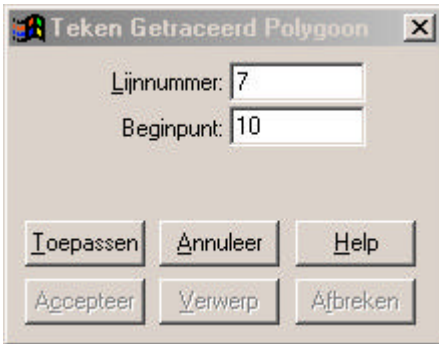 Teken Getraceerd Polygoon
Lijnnummer: 7
Beginpunt: 10
Toepassen Annuleer Help
Accepteer Verwerp Afbreken